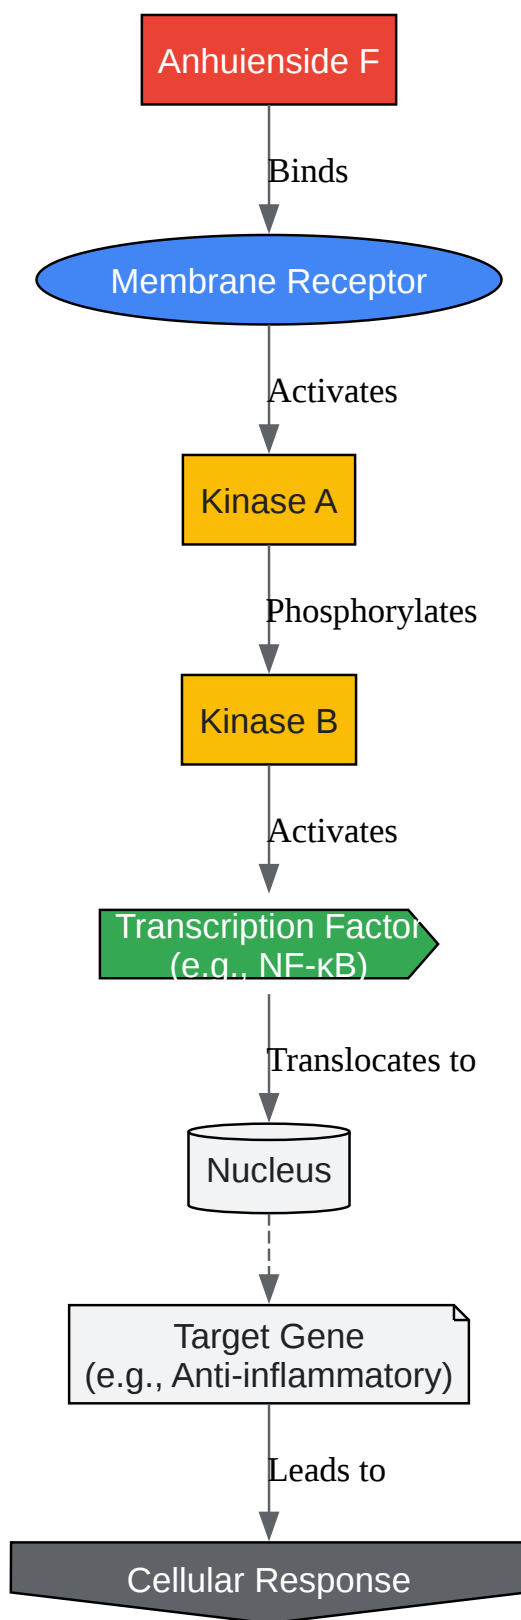 Anhuienside F
Binds
Membrane Receptor
Activates
Kinase A
Phosphorylates
Kinase B
Activates
Transcription Factor
(e.g., NF-κB)
Translocates to
Nucleus
Target Gene
(e.g., Anti-inflammatory)
Leads to
Cellular Response